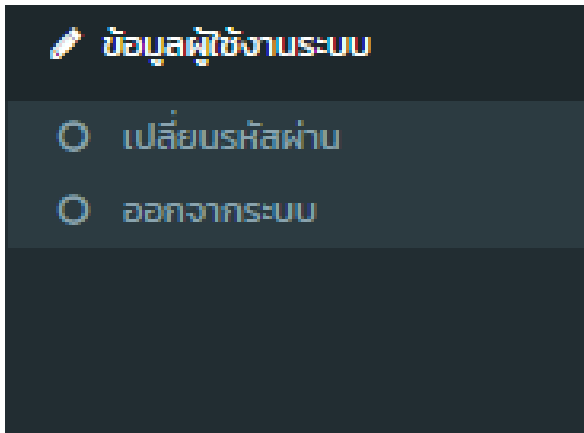 ข้อมูลผู้ใช้งานระบบ
เปลี่ยนรหัสผ่าน
ออกจากระบบ